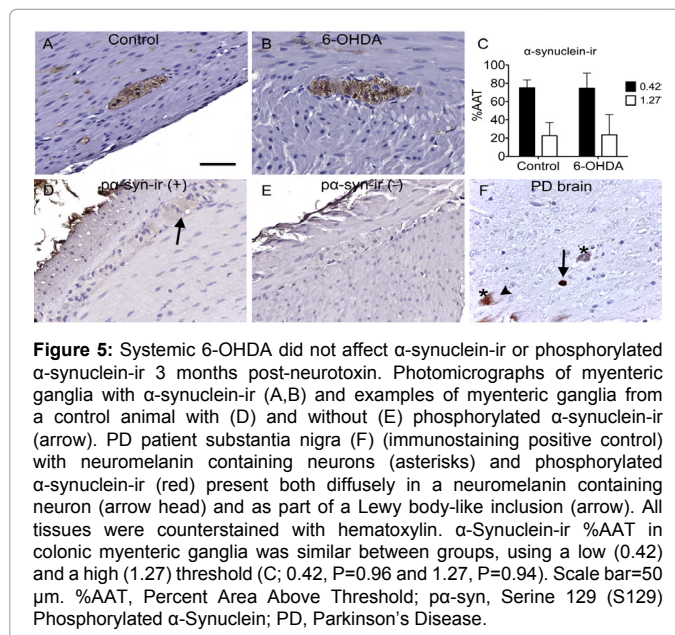 A Control
B 6-OHDA
C α-synuclein-ir
%AAT
100
80
60
40
20
0
Control 6-OHDA
0.42
1.27
D pα-syn-ir (+)
E pα-syn-ir (-)
F PD brain
* *
Figure 5: Systemic 6-OHDA did not affect α-synuclein-ir or phosphorylated
α-synuclein-ir 3 months post-neurotoxin. Photomicrographs of myenteric
ganglia with α-synuclein-ir (A,B) and examples of myenteric ganglia from
a control animal with (D) and without (E) phosphorylated α-synuclein-ir
(arrow). PD patient substantia nigra (F) (immunostaining positive control)
with neuromelanin containing neurons (asterisks) and phosphorylated
α-synuclein-ir (red) present both diffusely in a neuromelanin containing
neuron (arrow head) and as part of a Lewy body-like inclusion (arrow). All
tissues were counterstained with hematoxylin. α-Synuclein-ir %AAT in
colonic myenteric ganglia was similar between groups, using a low (0.42)
and a high (1.27) threshold (C; 0.42, P=0.96 and 1.27, P=0.94). Scale bar=50
µm. %AAT, Percent Area Above Threshold; pα-syn, Serine 129 (S129)
Phosphorylated α-Synuclein; PD, Parkinson's Disease.